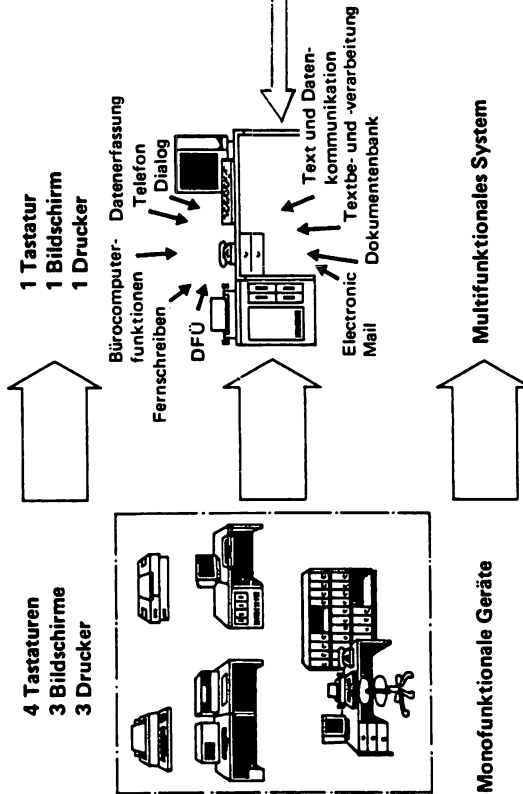 4 Tastaturen
3 Bildschirme
3 Drucker
Monofunktionale Geräte
1 Tastatur
1 Bildschirm
1 Drucker
Bürocomputer-
funktionen
Fernschreiben
DFÜ
Datenerfassung
Telefon
Dialog
Electronic
Mail
Text und Daten-
kommunikation
Textbe- und -verarbeitung
Dokumentenbank
Multifunktionales System